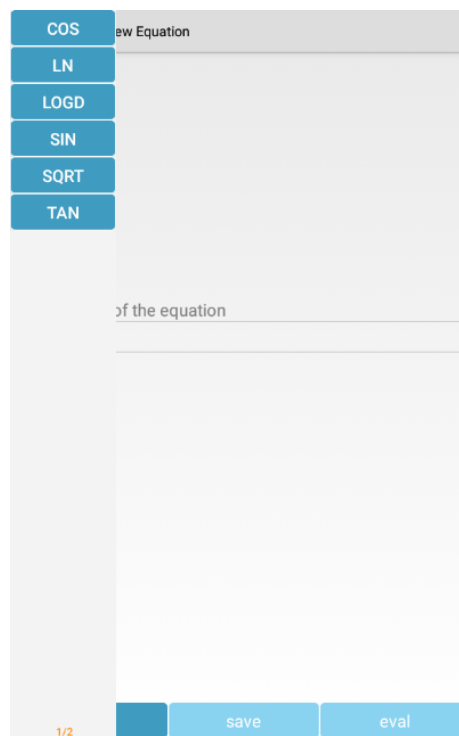 COS
ew Equation
LN
LOGD
SIN
SQRT
TAN
of the equation
save
eval
1/2